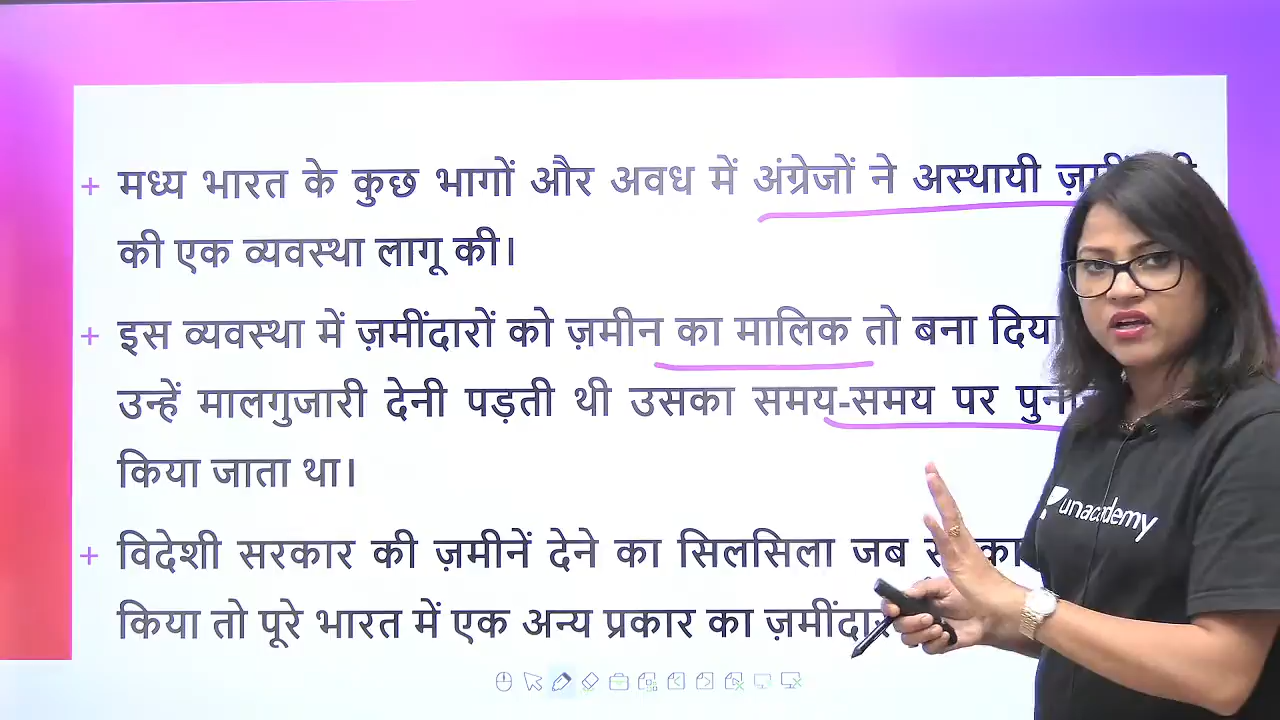 + मध्य भारत के कुछ भागों और अवध में अंग्रेजों ने अस्थायी
की एक व्यवस्था लागू की।
+ इस व्यवस्था में ज़मींदारों को ज़मीन का मालिक तो बना दिया
उन्हें मालगुजारी देनी पड़ती थी उसका समय-समय पर
किया जाता था।
+ विदेशी सरकार की ज़मीनें देने का सिलसिला जब
किया तो पूरे भारत में एक अन्य प्रकार का
unacademy